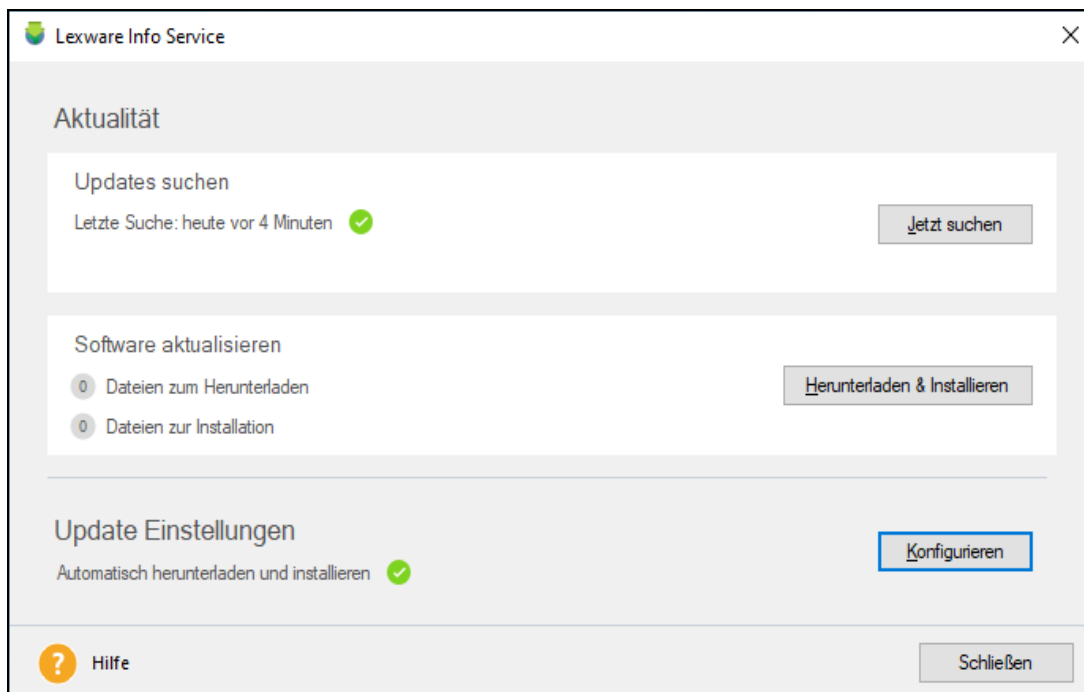 Lexware Info Service
Aktualität
Updates suchen
Letzte Suche: heute vor 4 Minuten
Jetzt suchen
Software aktualisieren
0 Dateien zum Herunterladen
Herunterladen & Installieren
0 Dateien zur Installation
Update Einstellungen
Konfigurieren
Automatisch herunterladen und installieren
? Hilfe
Schließen